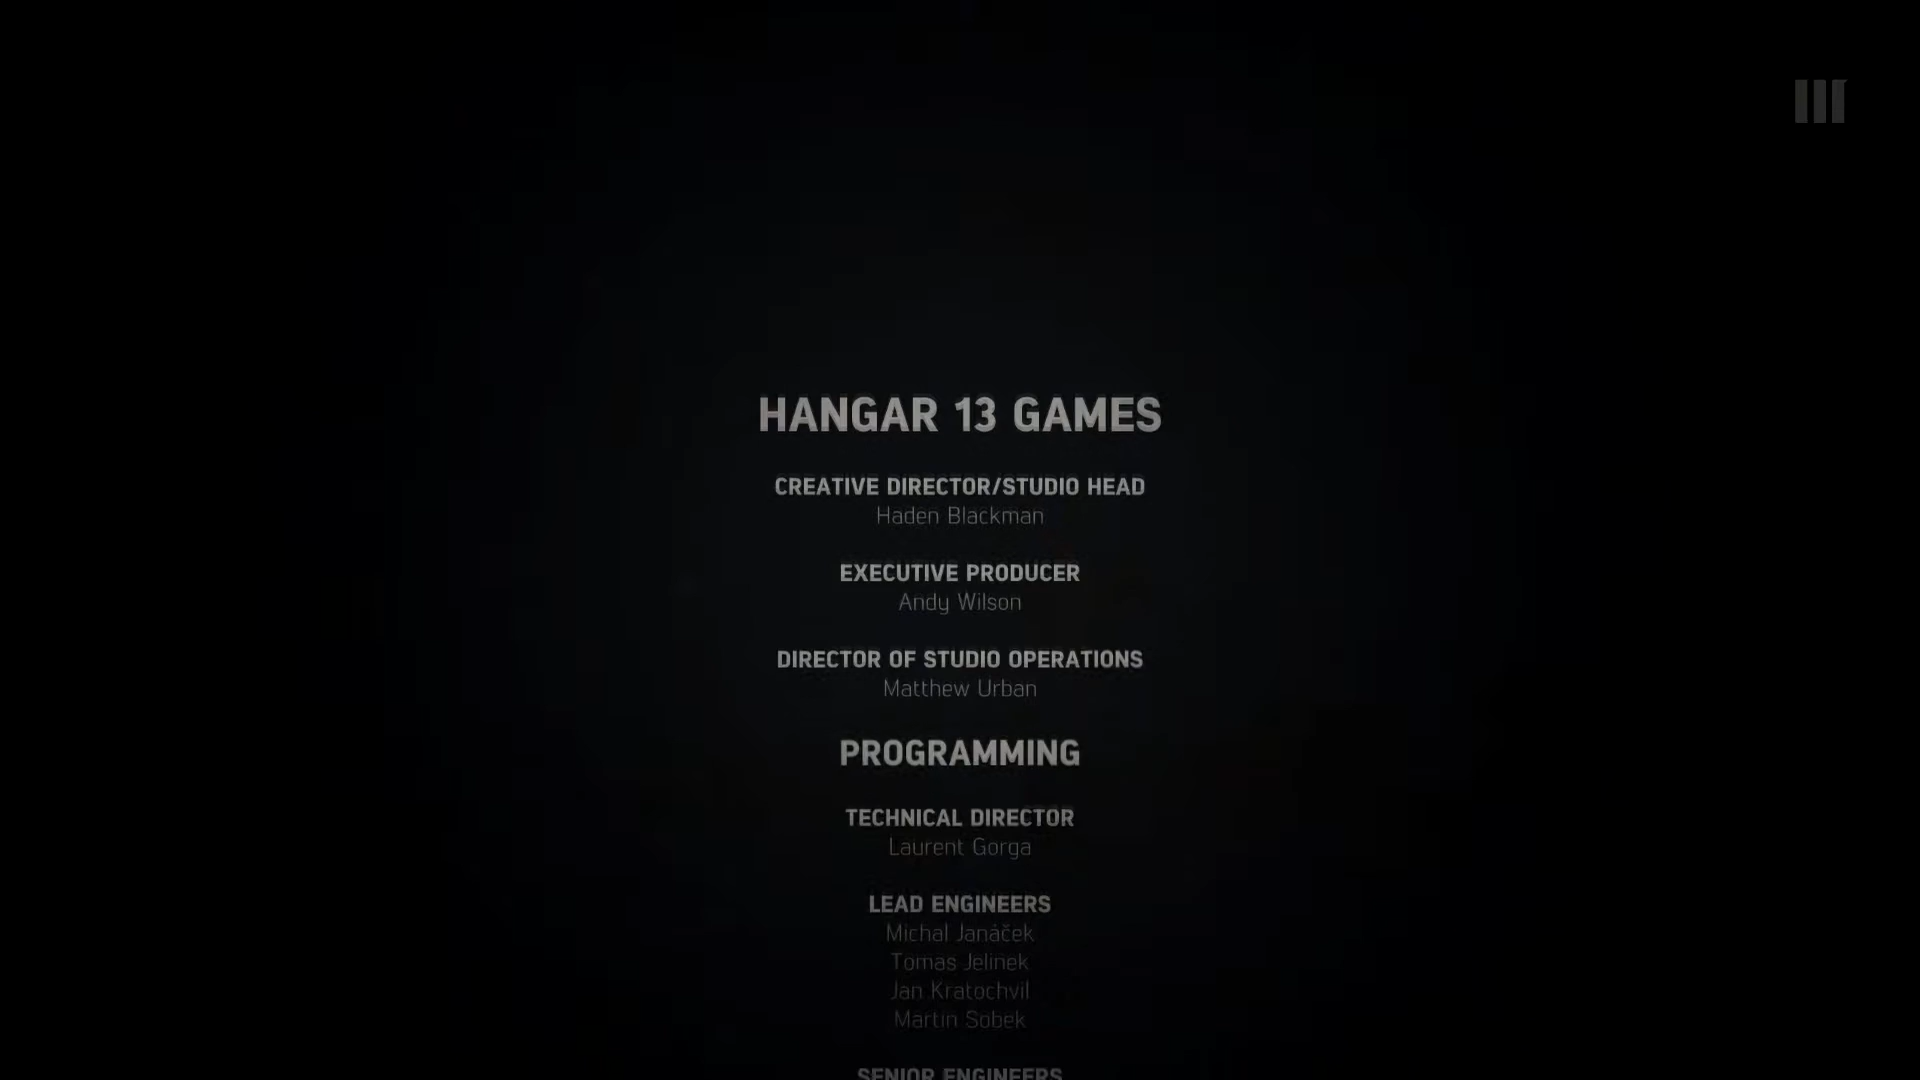 III
HANGAR 13 GAMES
CREATIVE DIRECTOR/STUDIO HEAD
Haden Blackman
EXECUTIVE PRODUCER
Andy Wilson
DIRECTOR OF STUDIO OPERATIONS
Matthew Urban
PROGRAMMING
TECHNICAL DIRECTOR
Laurent Gorga
LEAD ENGINEERS
Michal Janáček
Tomas Jelinek
Jan Kratochvil
Martin Sobek
SENIOR ENGINEERS